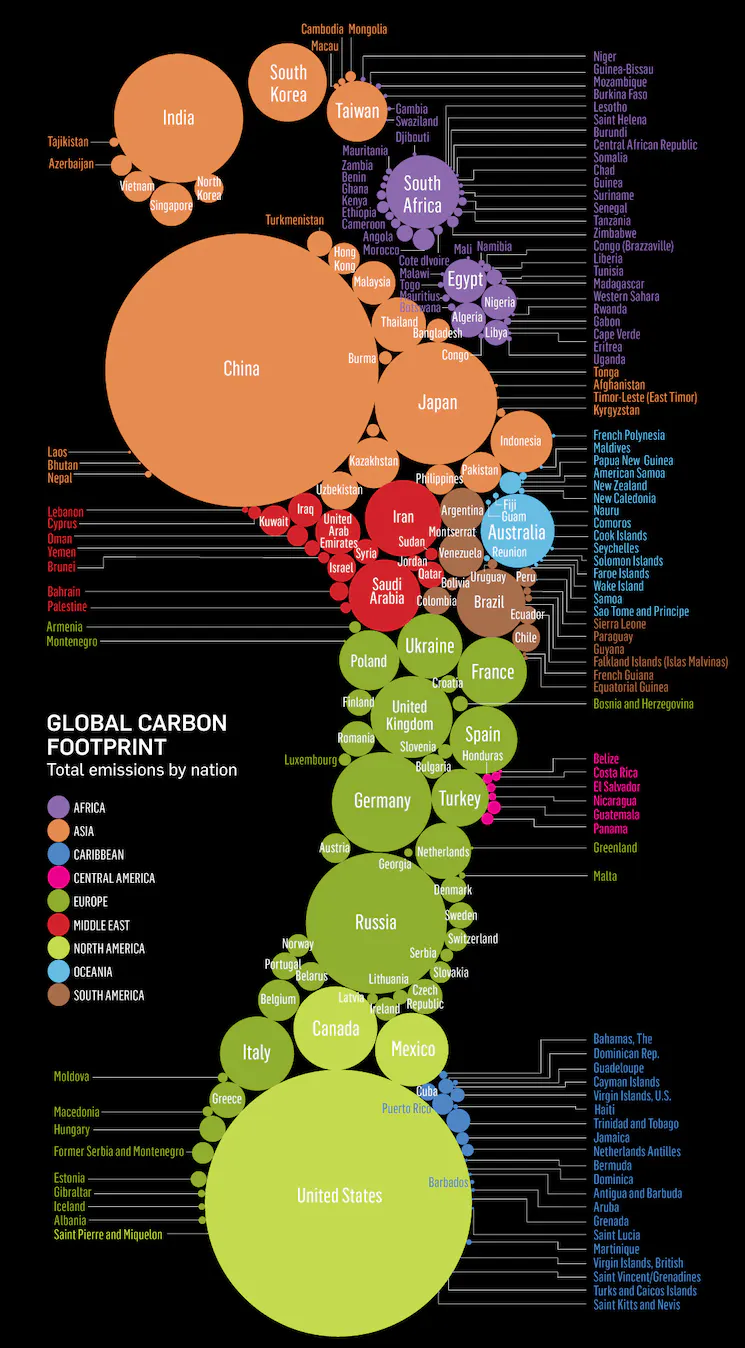 Cambodia
Mongolia
Macau
South
Korea
India
Taiwan
Tajikistan
Azerbaijan
Vietnam
North
Korea
Singapore
Gambia
Swaziland
Djibouti
Mauritania
Zambia
Benin
Ghana
Kenya
Ethiopia
Cameroon
Angola
Morocco
South
Africa
Niger
Guinea-Bissau
Mozambique
Burkina Faso
Lesotho
Saint Helena
Burundi
Central African Republic
Somalia
Chad
Guinea
Suriname
Senegal
Tanzania
Zimbabwe
Congo (Brazzaville)
Liberia
Tunisia
Madagascar
Western Sahara
Rwanda
Gabon
Cape Verde
Eritrea
Uganda
Cote dIvoire
Mali
Namibia
Malawi
Togo
Mauritius
Botswana
Egypt
Nigeria
Algeria
Libya
Congo
Turkmenistan
Hong
Kong
Malaysia
Thailand
Bangladesh
Burma
China
Japan
Tonga
Afghanistan
Timor-Leste (East Timor)
Kyrgyzstan
Indonesia
Laos
Bhutan
Nepal
Kazakhstan
Uzbekistan
Philippines
Pakistan
French Polynesia
Maldives
Papua New Guinea
American Samoa
New Zealand
New Caledonia
Nauru
Comoros
Cook Islands
Seychelles
Solomon Islands
Faroe Islands
Wake Island
Samoa
Sao Tome and Principe
Fiji
Guam
Australia
Reunion
Lebanon
Cyprus
Oman
Yemen
Brunei
Bahrain
Palestine
Kuwait
Iraq
United
Arab
Emirates
Syria
Israel
Iran
Sudan
Jordan
Qatar
Saudi
Arabia
Argentina
Montserrat
Venezuela
Bolivia
Uruguay
Colombia
Brazil
Peru
Ecuador
Chile
Sierra Leone
Paraguay
Guyana
Falkland Islands (Islas Malvinas)
French Guiana
Equatorial Guinea
Armenia
Montenegro
Poland
Ukraine
France
Croatia
Finland
United
Kingdom
Bosnia and Herzegovina
Romania
Slovenia
Spain
Honduras
Luxembourg
Bulgaria
Germany
Turkey
Belize
Costa Rica
El Salvador
Nicaragua
Guatemala
Panama
GLOBAL CARBON
FOOTPRINT
Total emissions by nation
AFRICA
ASIA
CARIBBEAN
CENTRAL AMERICA
EUROPE
MIDDLE EAST
NORTH AMERICA
OCEANIA
SOUTH AMERICA
Austria
Georgia
Netherlands
Greenland
Malta
Denmark
Sweden
Switzerland
Russia
Serbia
Slovakia
Norway
Portugal
Belarus
Lithuania
Czech
Republic
Belgium
Latvia
Ireland
Canada
Mexico
Italy
Moldova
Macedonia
Hungary
Former Serbia and Montenegro
Estonia
Gibraltar
Iceland
Albania
Saint Pierre and Miquelon
Greece
United States
Cuba
Puerto Rico
Barbados
Bahamas, The
Dominican Rep.
Guadeloupe
Cayman Islands
Virgin Islands, U.S.
Haiti
Trinidad and Tobago
Jamaica
Netherlands Antilles
Bermuda
Dominica
Antigua and Barbuda
Aruba
Grenada
Saint Lucia
Martinique
Virgin Islands, British
Saint Vincent/Grenadines
Turks and Caicos Islands
Saint Kitts and Nevis